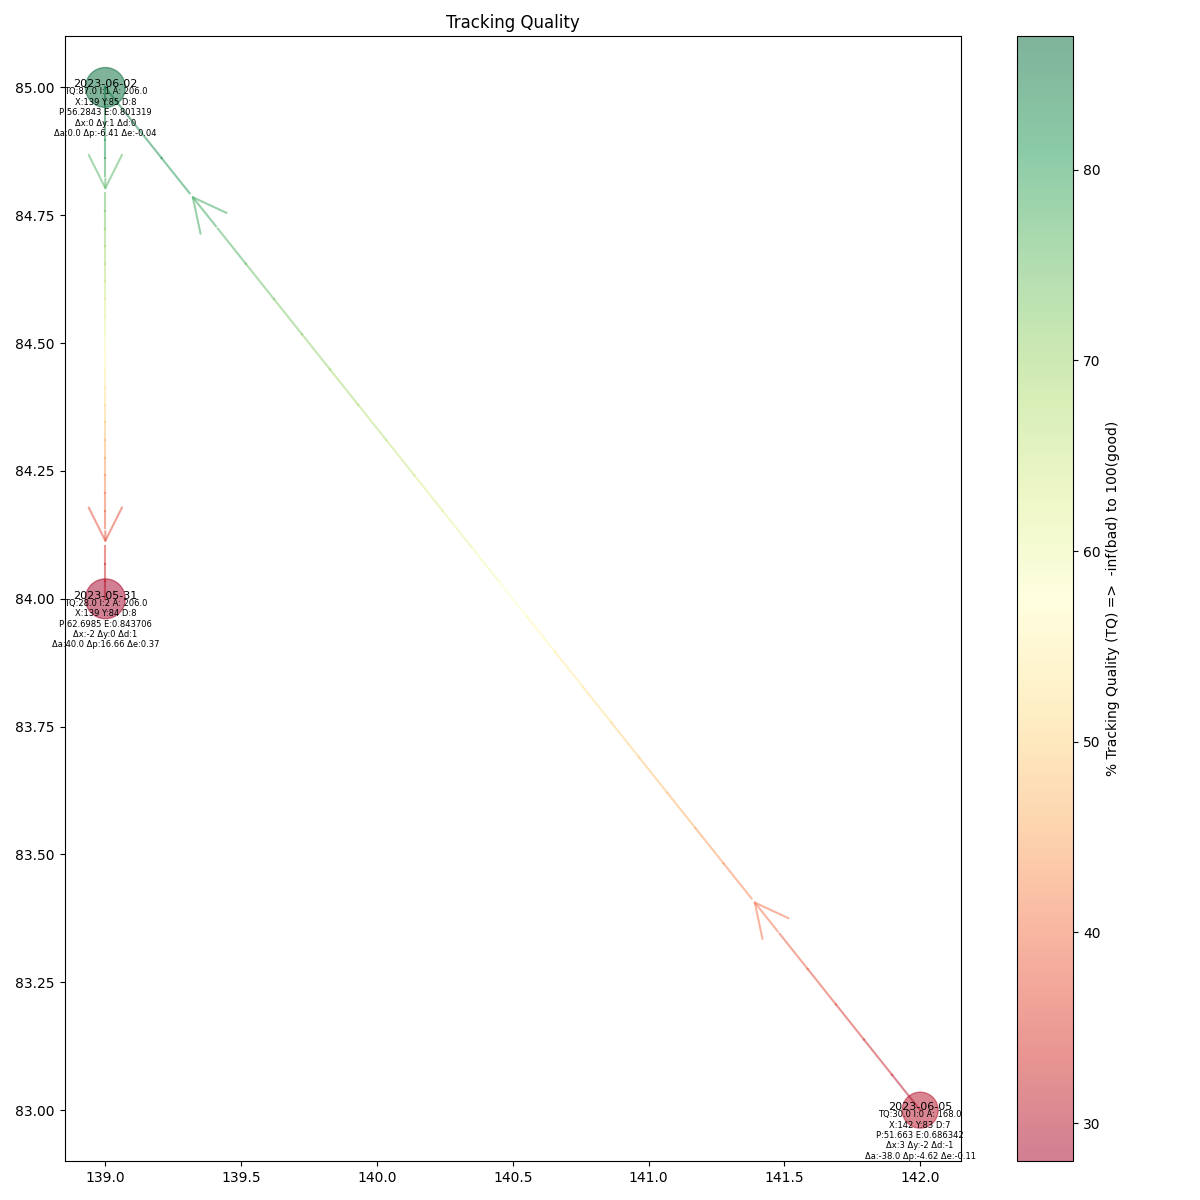 Tracking Quality
85.00
84.75
84.50
84.25
84.00
83.75
83.50
83.25
83.00
2023-06-02
TQ:87.0 I:1 A: 206.0
X:139 Y:85 D:8
P:56.2843 E:0.801319
Δx:0 Δy:1 Δd:0
Δa:0.0 Δp:-6.41 Δe:-0.04
2023-05-31
TQ:28.0 I:2 A: 206.0
X:139 Y:84 D:8
P:62.6985 E:0.843706
Δx:-2 Δy:0 Δd:1
Δa:40.0 Δp:16.66 Δe:0.37
2023-06-05
TQ:30.0 I:0 A: 168.0
X:142 Y:83 D:7
P:51.663 E:0.686342
Δx:3 Δy:-2 Δd:-1
Δa:-38.0 Δp:-4.62 Δe:-0.11
139.0 139.5 140.0 140.5 141.0 141.5 142.0
80
70
60
50
40
30
% Tracking Quality (TQ) => -inf(bad) to 100(good)